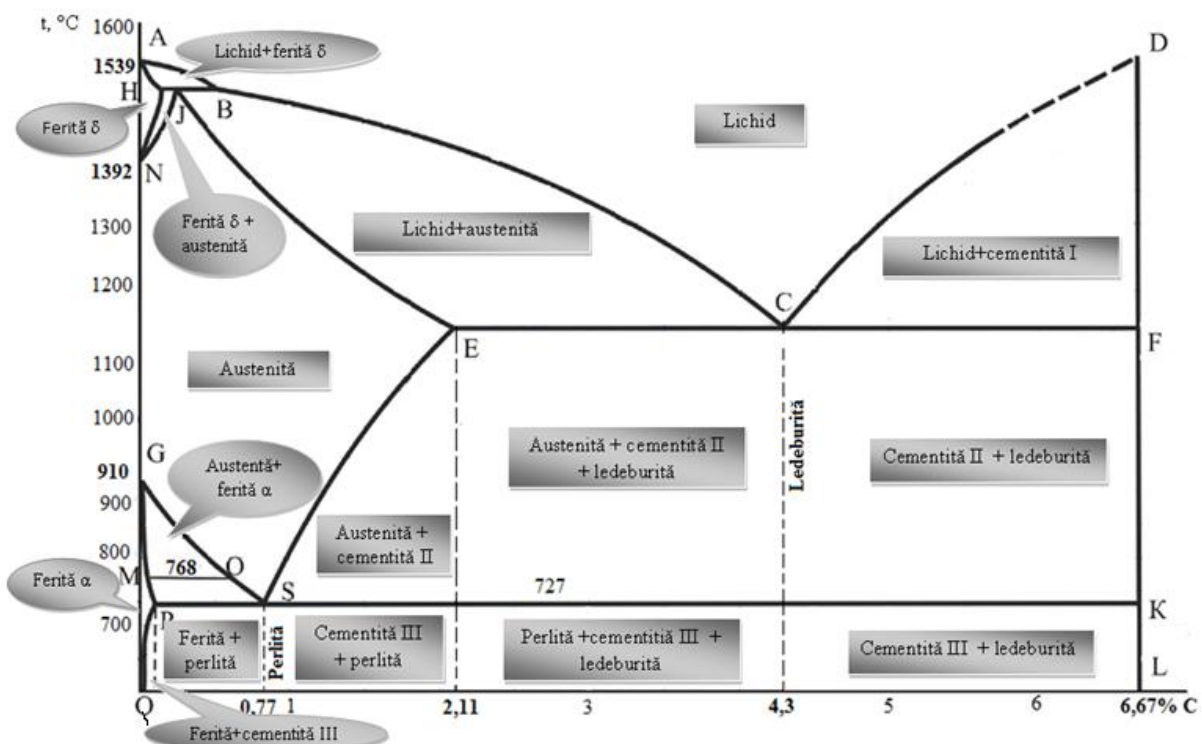 t, °C
1600
A
D
Lichid+ferită δ
1539
H
J
B
Ferită δ
Lichid
N
1392
Ferită δ +
austenită
1300
Lichid+austenită
Lichid+cementită I
1200
C
E
F
1100
Austenită
1000
G
910
Austentă+
ferită α
900
Austenită + cementită II
+ ledeburită
Ledeburită
Cementită II + ledeburită
Austenită +
cementită II
800
M
768
O
Ferită α
S
727
K
P
700
Ferită +
perlită
Perlită
Cementită III
+ perlită
Perlită +cementitiă III +
ledeburită
Cementită III + ledeburită
L
Q
0,77
1
2,11
3
4,3
5
6
6,67% C
Ferită+cementită III